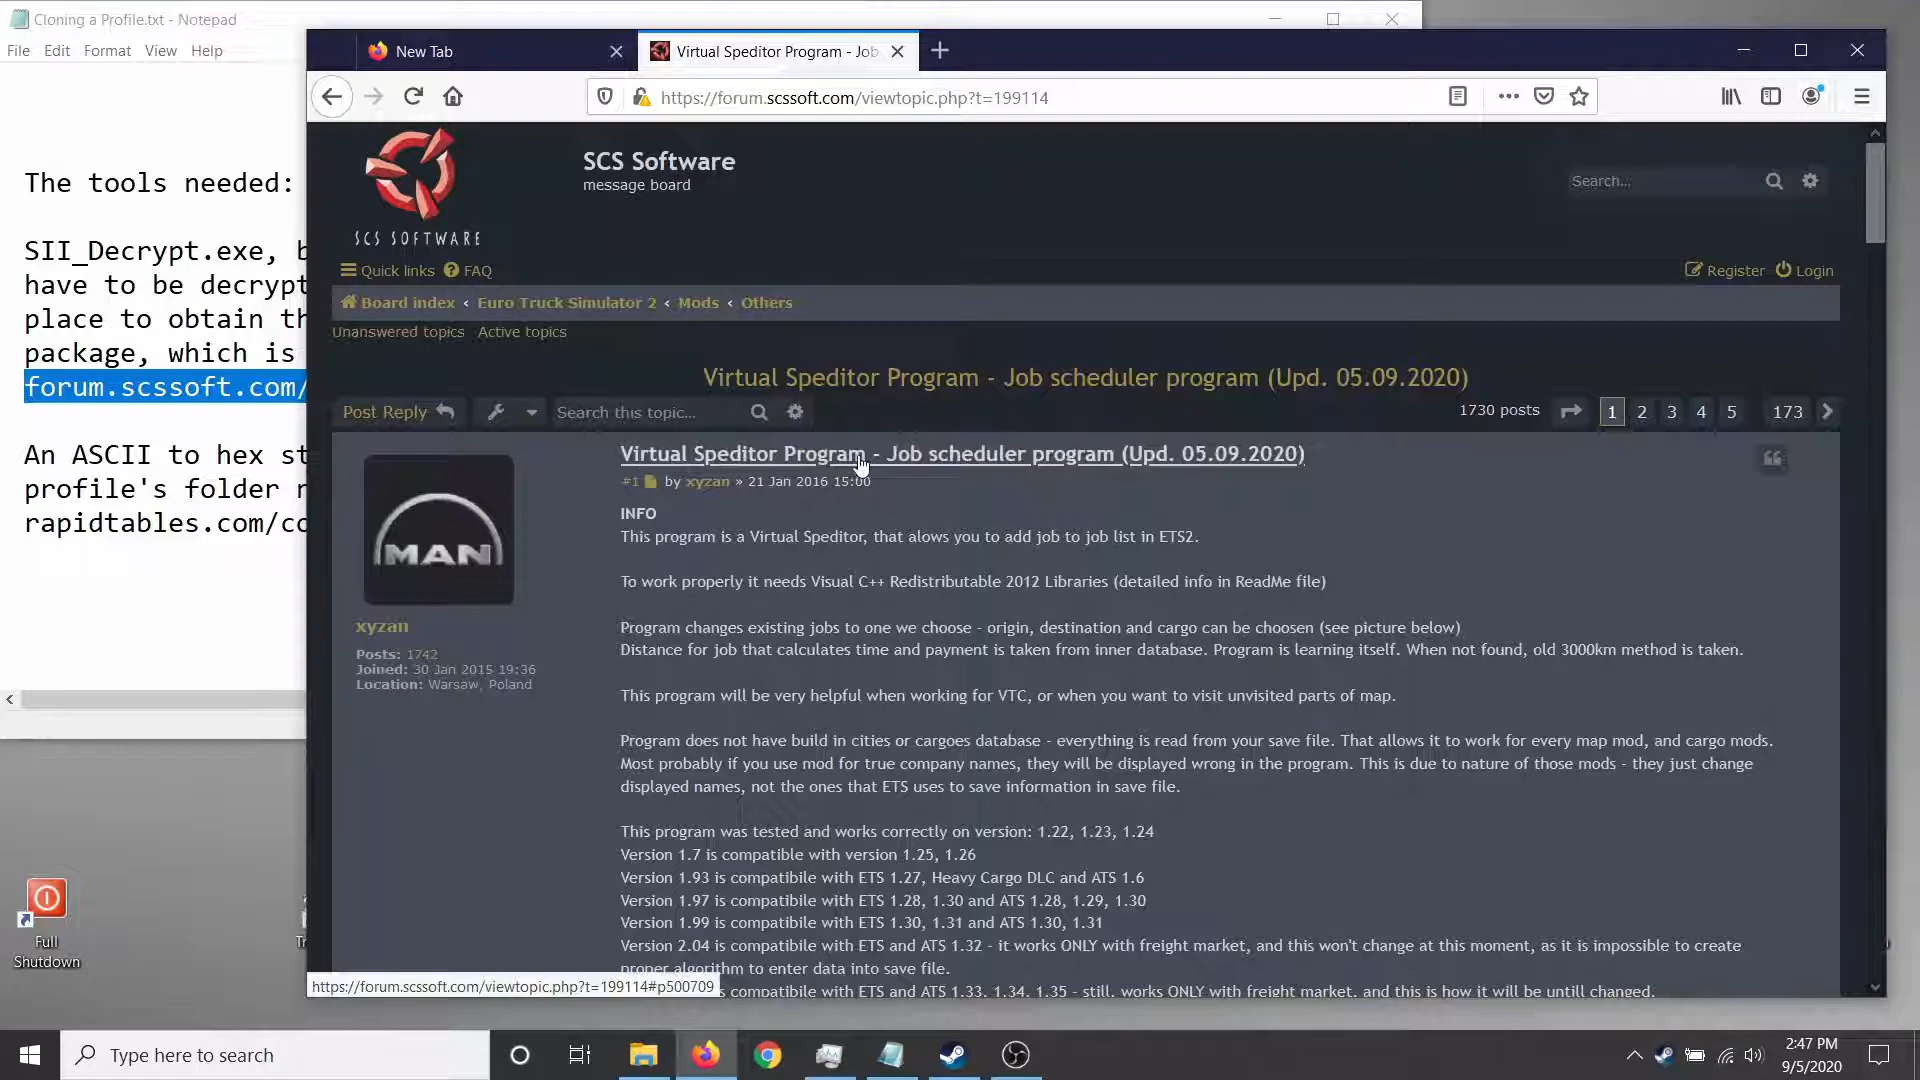 Cloning a Profile.txt - Notepad
File Edit Format View Help
The tools needed:
SII_Decrypt.exe, b
have to be decrypt
place to obtain th
package, which is
forum.scssoft.com/
An ASCII to hex st
profile's folder
rapidtables.com/co
New Tab
Virtual Speditor Program - Job
https://forum.scssoft.com/viewtopic.php?t=199114
SCS SOFTWARE
SCS Software
message board
Search...
Quick links FAQ
Register Login
Board index ‹ Euro Truck Simulator 2 ‹ Mods ‹ Others
Unanswered topics Active topics
Virtual Speditor Program - Job scheduler program (Upd. 05.09.2020)
Post Reply
Search this topic...
1730 posts 1 2 3 4 5 173
Virtual Speditor Program - Job scheduler program (Upd. 05.09.2020)
#1 by xyzan » 21 Jan 2016 15:00
MAN
xyzan
Posts: 1742
Joined: 30 Jan 2015 19:36
Location: Warsaw, Poland
INFO
This program is a Virtual Speditor, that alows you to add job to job list in ETS2.
To work properly it needs Visual C++ Redistributable 2012 Libraries (detailed info in ReadMe file)
Program changes existing jobs to one we choose - origin, destination and cargo can be choosen (see picture below)
Distance for job that calculates time and payment is taken from inner database. Program is learning itself. When not found, old 3000km method is taken.
This program will be very helpful when working for VTC, or when you want to visit unvisited parts of map.
Program does not have build in cities or cargoes database - everything is read from your save file. That allows it to work for every map mod, and cargo mods.
Most probably if you use mod for true company names, they will be displayed wrong in the program. This is due to nature of those mods - they just change
displayed names, not the ones that ETS uses to save information in save file.
This program was tested and works correctly on version: 1.22, 1.23, 1.24
Version 1.7 is compatible with version 1.25, 1.26
Version 1.93 is compatibile with ETS 1.27, Heavy Cargo DLC and ATS 1.6
Version 1.97 is compatibile with ETS 1.28, 1.30 and ATS 1.28, 1.29, 1.30
Version 1.99 is compatibile with ETS 1.30, 1.31 and ATS 1.30, 1.31
Version 2.04 is compatibile with ETS and ATS 1.32 - it works ONLY with freight market, and this won't change at this moment, as it is impossible to create
proper algorithm to enter data into save file.
s compatibile with ETS and ATS 1.33, 1.34, 1.35 - still, works ONLY with freight market, and this is how it will be untill changed.
https://forum.scssoft.com/viewtopic.php?t=199114#p500709
Full
Shutdown
Type here to search
2:47 PM
9/5/2020